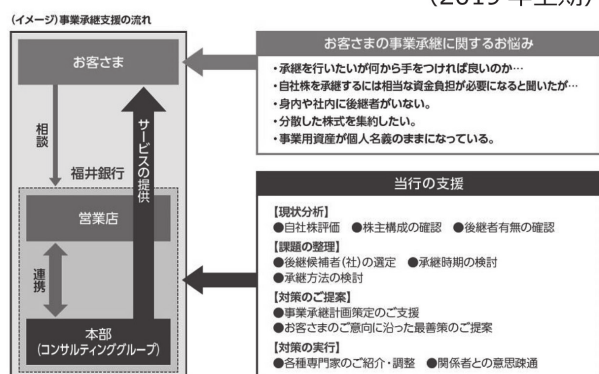 （2019 年上期）
（イメージ）事業承継支援の流れ
お客さま
相談
サービスの提供
福井銀行
営業店
連携
本部
（コンサルティンググループ）
お客さまの事業承継に関するお悩み
・承継を行いたいが何から手をつければ良いのか…
・自社株を承継するには相当な資金負担が必要になると聞いたが…
・身内や社内に後継者がいない。
・分散した株式を集約したい。
・事業用資産が個人名義のままになっている。
当行の支援
【現状分析】
●自社株評価 ●株主構成の確認 ●後継者有無の確認
【課題の整理】
●後継候補者（社）の選定 ●承継時期の検討
●承継方法の検討
【対策のご提案】
●事業承継計画策定のご支援
●お客さまのご意向に沿った最善策のご提案
【対策の実行】
●各種専門家のご紹介・調整 ●関係者との意思疎通